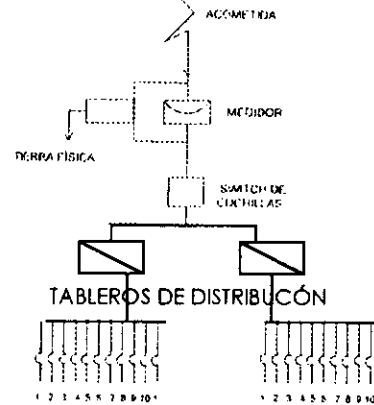 ACOMETIDA
MEDIDOR
TIERRA FÍSICA
SWITCH DE
CUCHILLAS
TABLEROS DE DISTRIBUCÓN
1 2 3 4 5 6 7 8 9 10 1
1 2 3 4 5 6 7 8 9 10